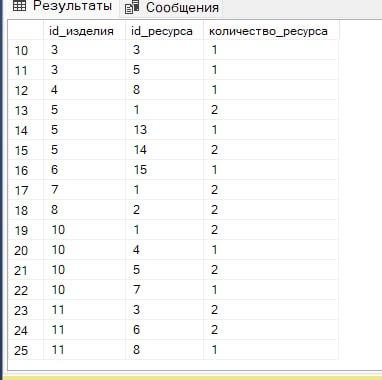 Результаты Сообщения
id_изделия id_ресурса количество_ресурса
10 3 3 1
11 3 5 1
12 4 8 1
13 5 1 2
14 5 13 1
15 5 14 2
16 6 15 1
17 7 1 2
18 8 2 2
19 10 1 2
20 10 4 1
21 10 5 2
22 10 7 1
23 11 3 2
24 11 6 2
25 11 8 1